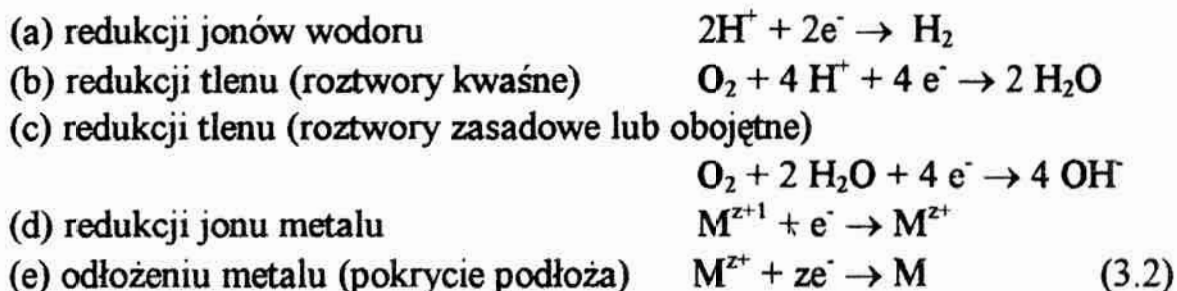 (a) redukcji jonów wodoru 2H⁺ + 2e⁻ → H₂
(b) redukcji tlenu (roztwory kwaśne) O₂ + 4 H⁺ + 4 e⁻ → 2 H₂O
(c) redukcji tlenu (roztwory zasadowe lub obojętne)
O₂ + 2 H₂O + 4 e⁻ → 4 OH⁻
(d) redukcji jonu metalu Mᶻ⁺¹ + e⁻ → Mᶻ⁺
(e) odłożeniu metalu (pokrycie podłoża) Mᶻ⁺ + ze⁻ → M (3.2)